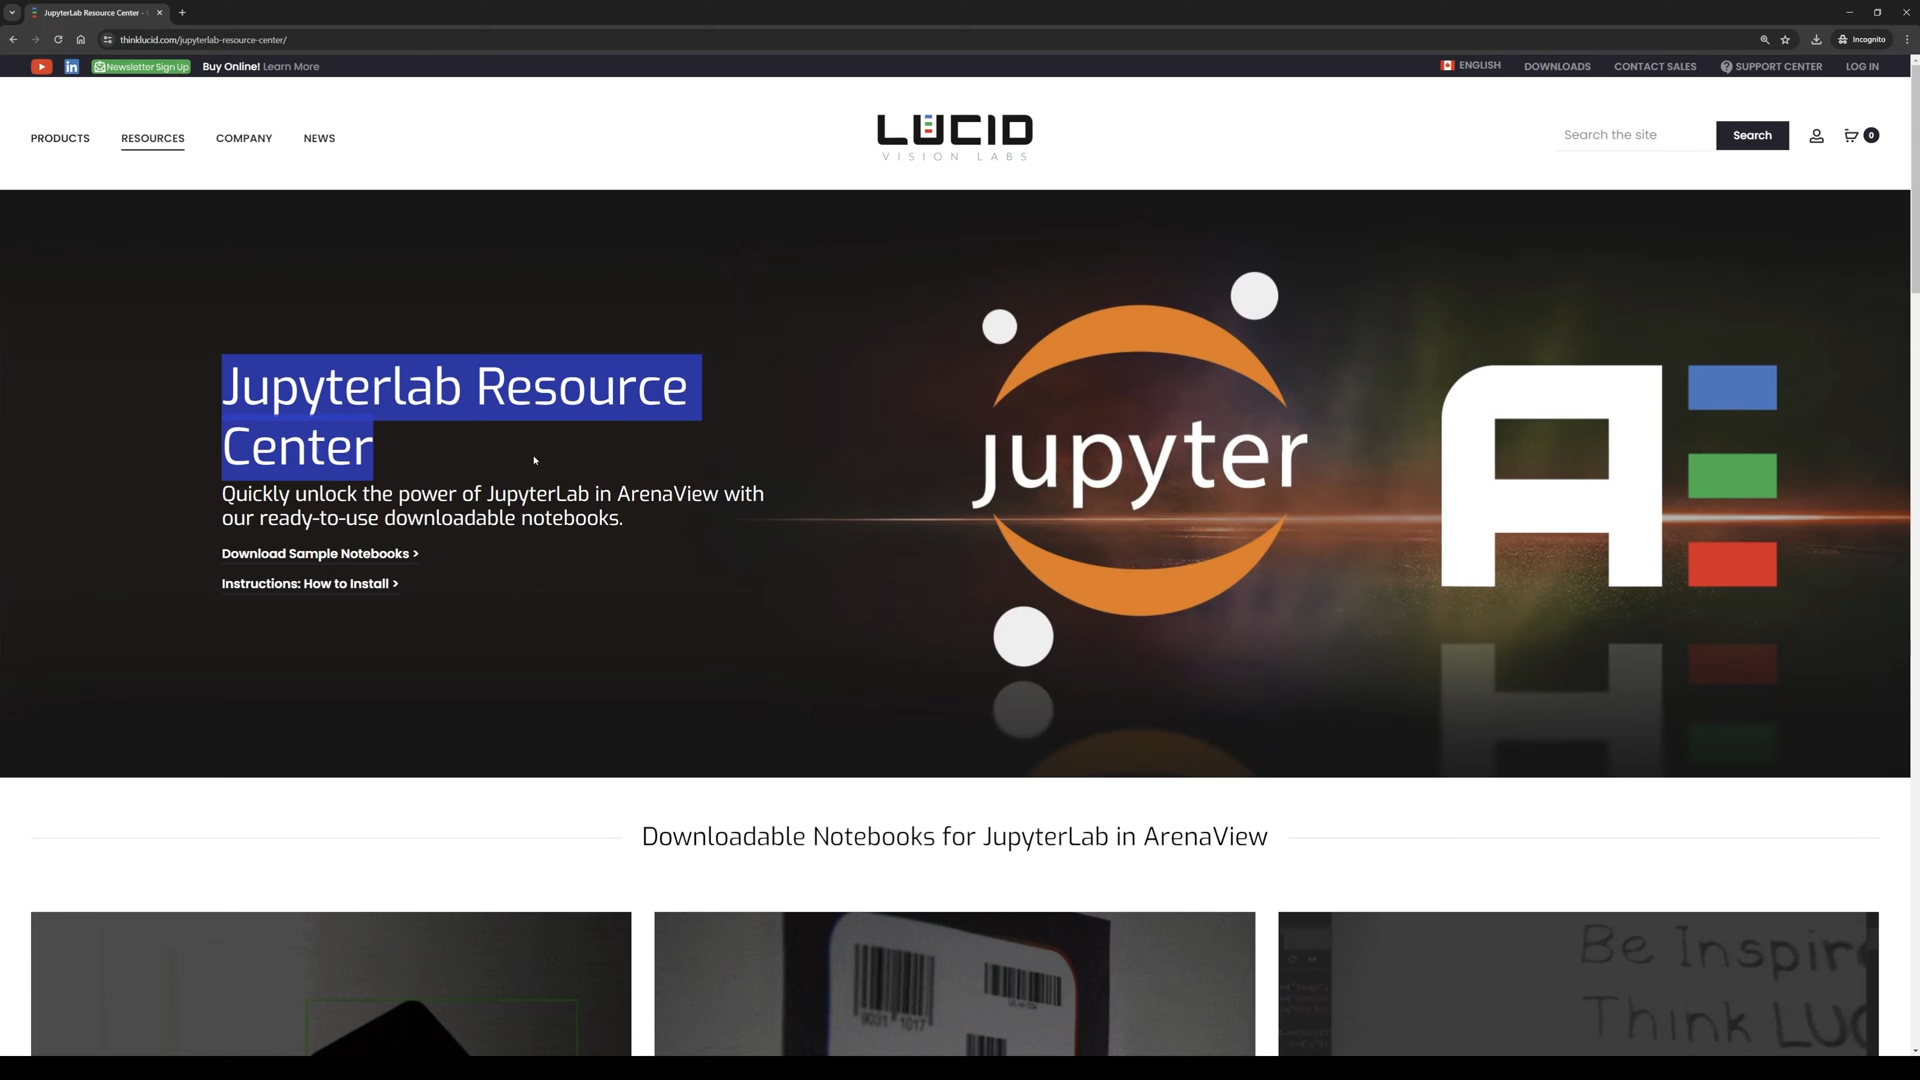 JupyterLab Resource Center -
thinklucid.com/jupyterlab-resource-center/
Incognito
Newsletter Sign Up
Buy Online! Learn More
ENGLISH
DOWNLOADS
CONTACT SALES
SUPPORT CENTER
LOG IN
PRODUCTS
RESOURCES
COMPANY
NEWS
LUCID
VISION LABS
Search the site
Search
0
Jupyterlab Resource
Center
Quickly unlock the power of JupyterLab in ArenaView with
our ready-to-use downloadable notebooks.
Download Sample Notebooks >
Instructions: How to Install >
jupyter
A
Downloadable Notebooks for JupyterLab in ArenaView
9031 1017
Be Inspire
Think LUC